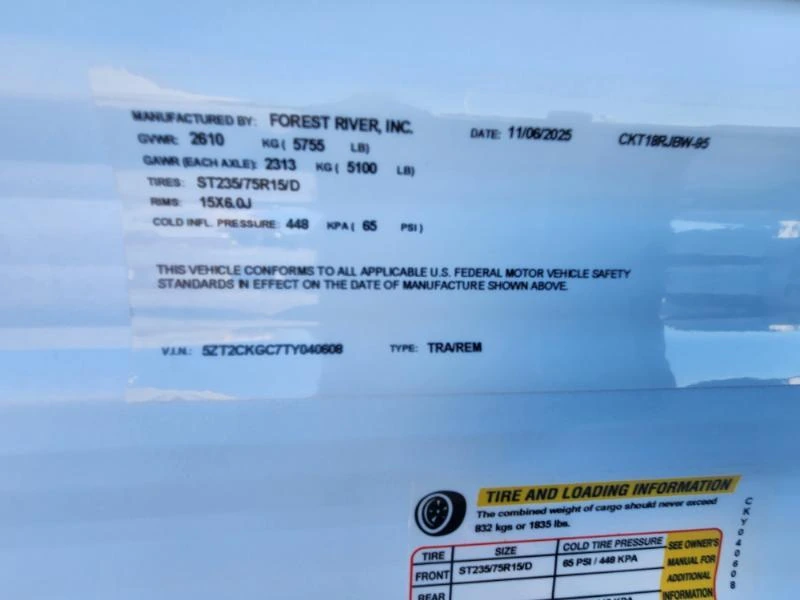 MANUFACTURED BY: FOREST RIVER, INC. DATE: 11/06/2025 CKT18RJBW-95
GVWR: 2610 KG ( 5755 LB)
GAWR (EACH AXLE): 2313 KG ( 5100 LB)
TIRES: ST235/75R15/D
RIMS: 15X6.0J
COLD INFL. PRESSURE: 448 KPA ( 65 PSI )
THIS VEHICLE CONFORMS TO ALL APPLICABLE U.S. FEDERAL MOTOR VEHICLE SAFETY
STANDARDS IN EFFECT ON THE DATE OF MANUFACTURE SHOWN ABOVE.
V.I.N.: 5ZT2CKGC7TY040608 TYPE: TRA/REM
TIRE AND LOADING INFORMATION
The combined weight of cargo should never exceed
832 kgs or 1835 lbs.
TIRE SIZE COLD TIRE PRESSURE SEE OWNER'S
FRONT ST235/75R15/D 65 PSI / 448 KPA MANUAL FOR
ADDITIONAL
REAR INFORMATION
CKY040608